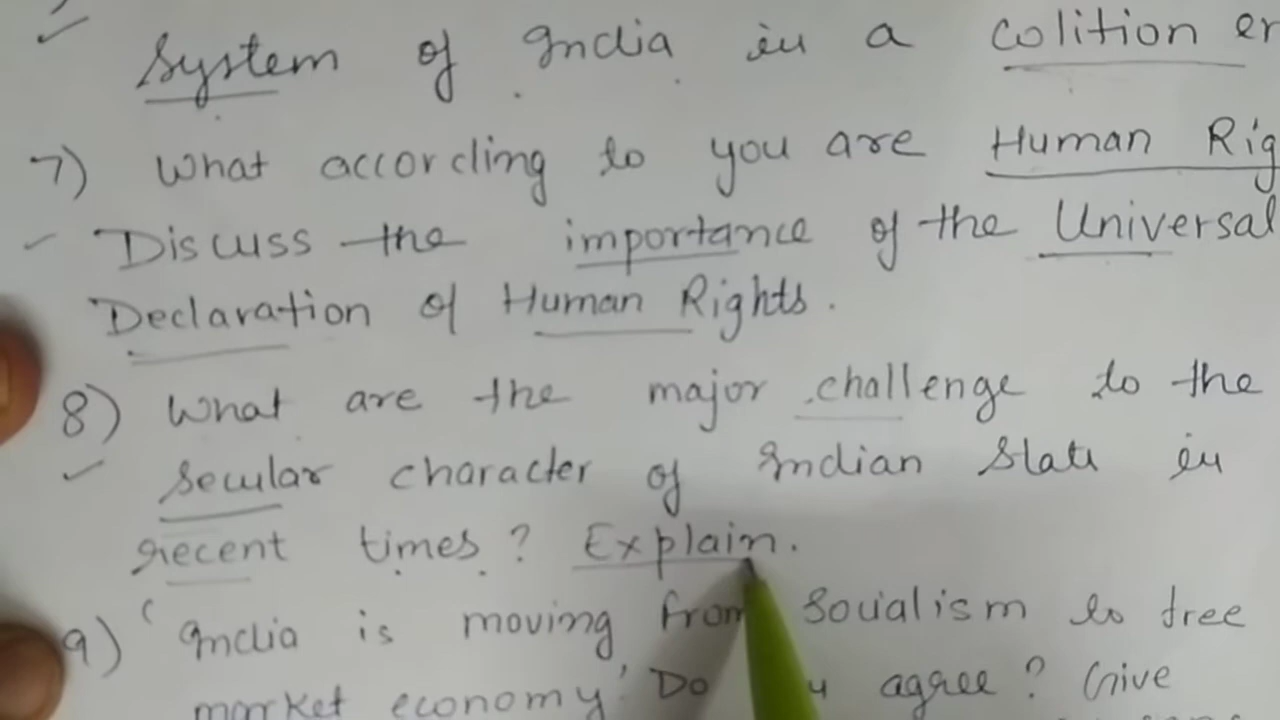 System of India in a colition er
7) What according to you are Human Rig
Discuss the importance of the Universal
Declaration of Human Rights.
8) What are the major challenge to the
secular character of Indian State in
recent times? Explain.
9) 'India is moving from Socialism to free
market economy' Do agree? Give